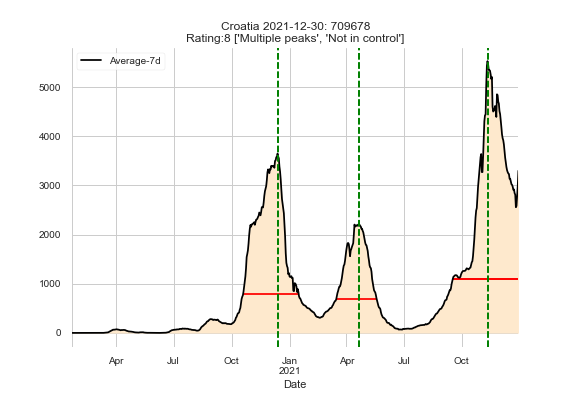 Croatia 2021-12-30: 709678
Rating:8 ['Multiple peaks', 'Not in control']
Average-7d
5000
4000
3000
2000
1000
0
Apr Jul Oct Jan Apr Jul Oct
2021
Date